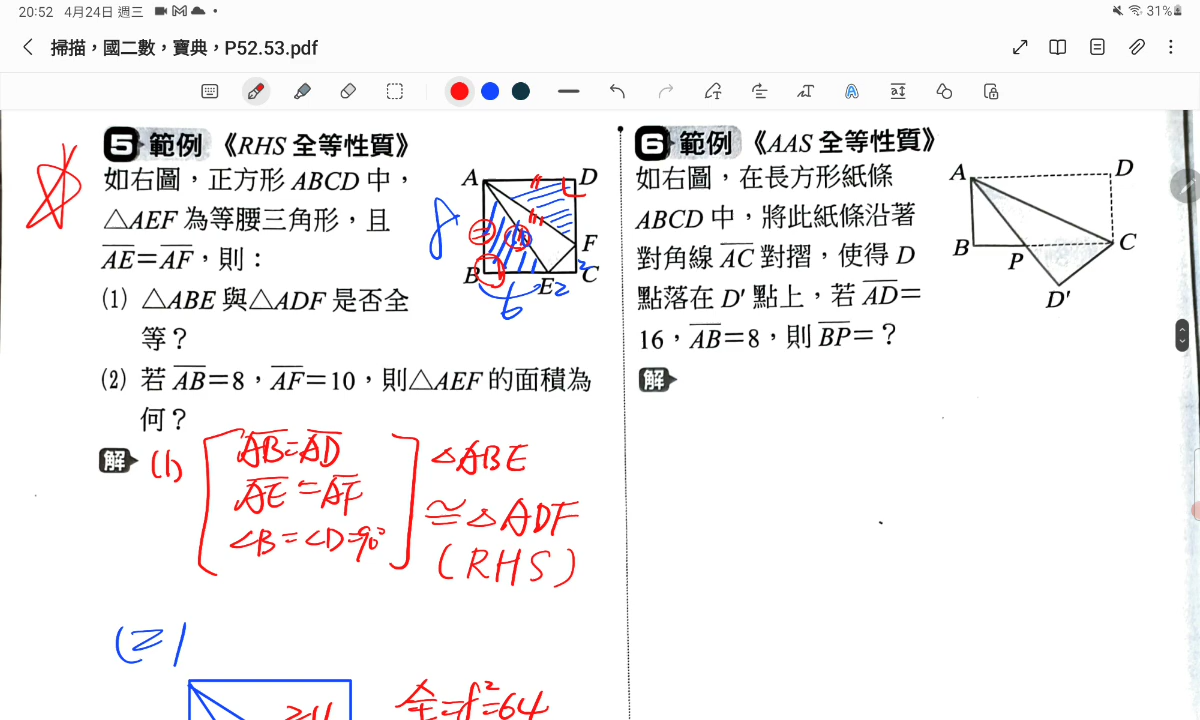 20:52 4月24日 週三
31%
掃描，國二數，寶典，P52.53.pdf
5 範例 《RHS 全等性質》
如右圖，正方形 ABCD 中，
△AEF 為等腰三角形，且
AE＝AF，則：
(1) △ABE 與△ADF 是否全
等？
(2) 若 AB＝8，AF＝10，則△AEF 的面積為
何？
A D
F
B E C
8
6
2
2
解 (1)
AB=AD
AE=AF
∠B=∠D=90°
△ABE
≅△ADF
(RHS)
(2)
24
全=8²=64
6 範例 《AAS 全等性質》
如右圖，在長方形紙條
ABCD 中，將此紙條沿著
對角線 AC 對摺，使得 D
點落在 D′ 點上，若 AD＝
16，AB＝8，則 BP＝？
A D
B P C
D′
解